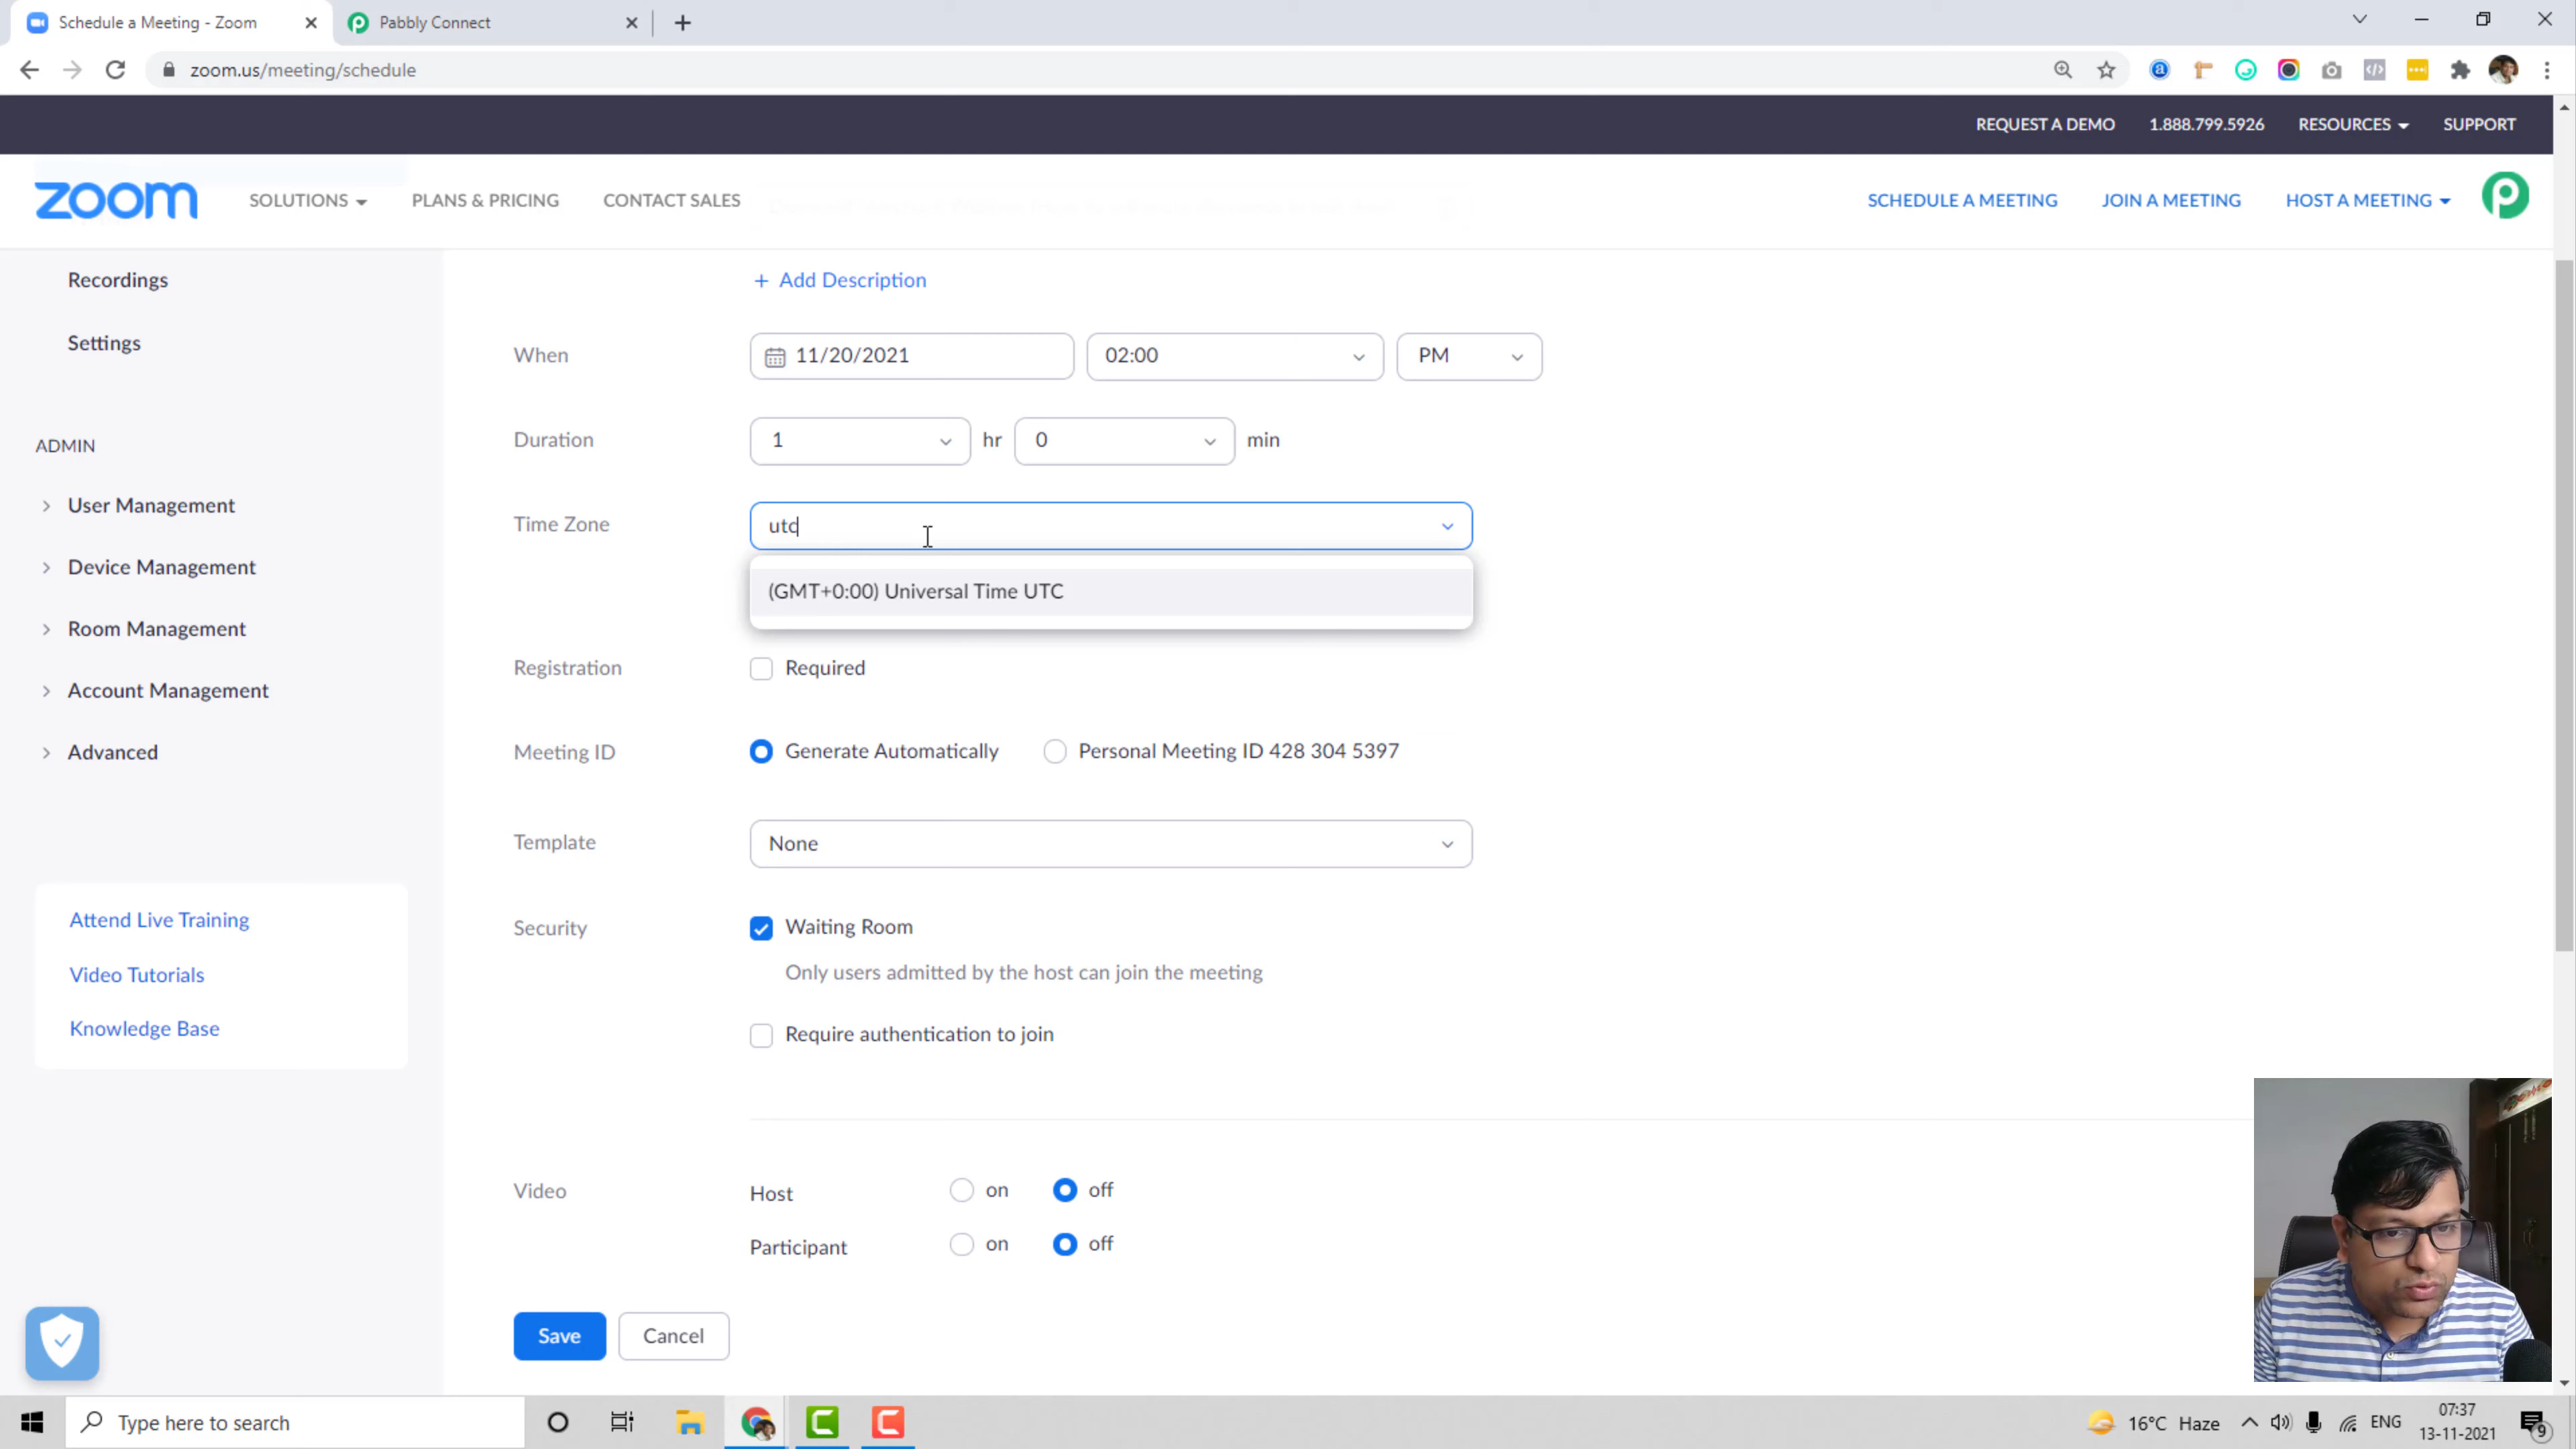 Schedule a Meeting - Zoom
Pabbly Connect
zoom.us/meeting/schedule
REQUEST A DEMO 1.888.799.5926 RESOURCES SUPPORT
zoom SOLUTIONS PLANS & PRICING CONTACT SALES SCHEDULE A MEETING JOIN A MEETING HOST A MEETING
Recordings
Settings
ADMIN
User Management
Device Management
Room Management
Account Management
Advanced
Attend Live Training
Video Tutorials
Knowledge Base
+ Add Description
When 11/20/2021 02:00 PM
Duration 1 hr 0 min
Time Zone utc
(GMT+0:00) Universal Time UTC
Registration Required
Meeting ID Generate Automatically Personal Meeting ID 428 304 5397
Template None
Security Waiting Room
Only users admitted by the host can join the meeting
Require authentication to join
Video Host on off
Participant on off
Save Cancel
Type here to search
16°C Haze ENG 07:37
13-11-2021
9